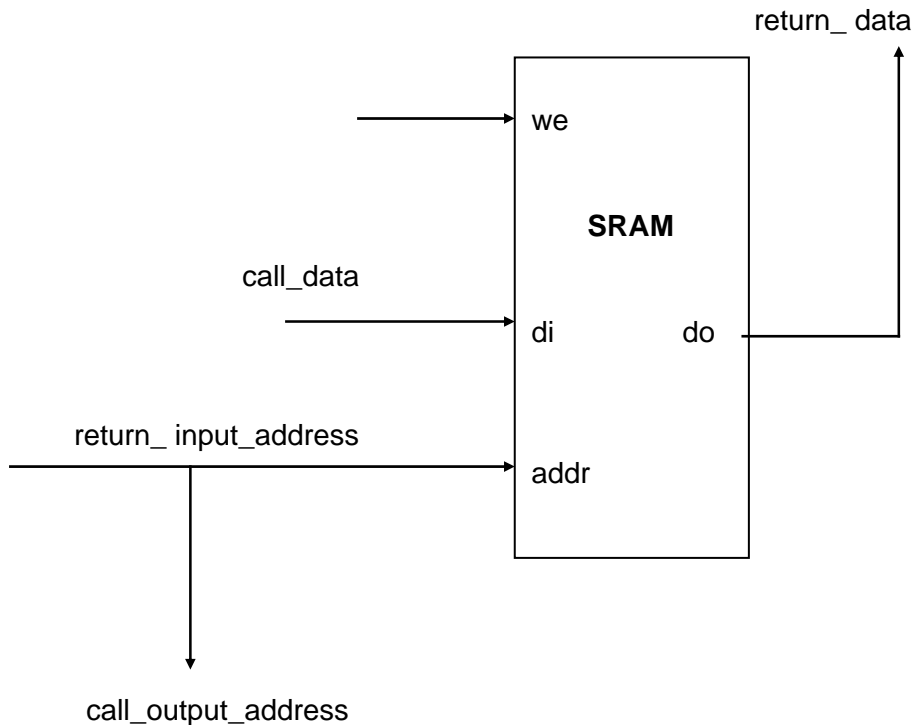 return_ data
we
SRAM
call_data
di
do
return_ input_address
addr
call_output_address